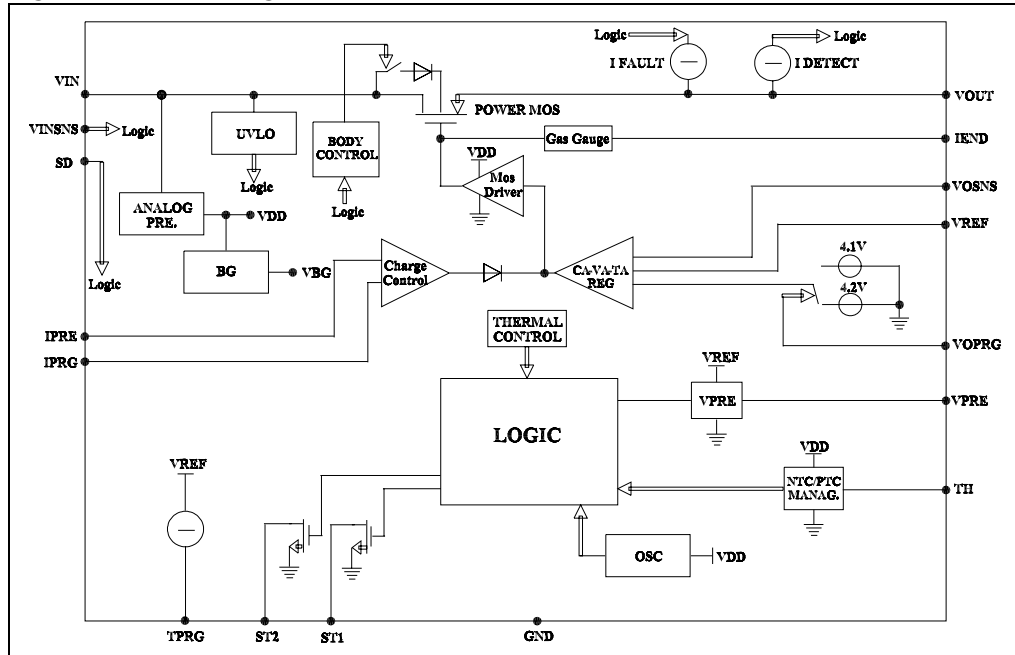 Logic
Logic
I FAULT
I DETECT
VIN
POWER MOS
VOUT
VINSNS
Logic
UVLO
BODY
CONTROL
Gas Gauge
IEND
SD
VDD
Mos
Driver
Logic
Logic
VOSNS
ANALOG
PRE.
VDD
VREF
BG
VBG
Charge
Control
CA-VA-TA
REG
4.1V
4.2V
Logic
THERMAL
CONTROL
IPRE
VOPRG
IPRG
VREF
VPRE
VPRE
LOGIC
VDD
VREF
NTC/PTC
MANAG.
TH
OSC
VDD
TPRG
ST2
ST1
GND